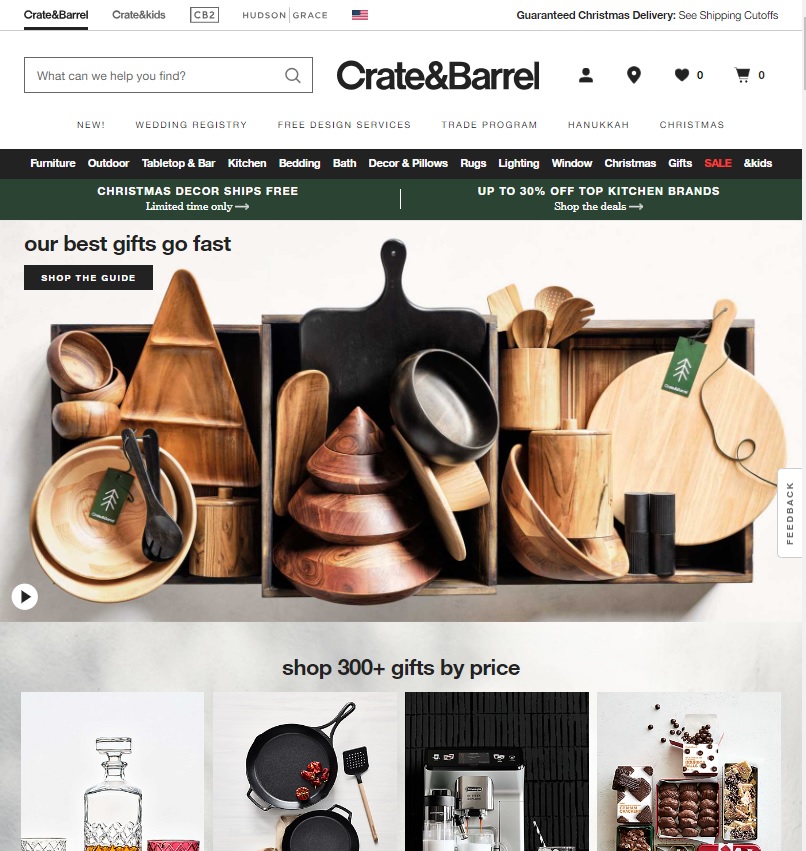 Crate&Barrel
Crate&kids
CB2
HUDSON GRACE
Guaranteed Christmas Delivery: See Shipping Cutoffs
What can we help you find?
Crate&Barrel
0
0
NEW!
WEDDING REGISTRY
FREE DESIGN SERVICES
TRADE PROGRAM
HANUKKAH
CHRISTMAS
Furniture
Outdoor
Tabletop & Bar
Kitchen
Bedding
Bath
Decor & Pillows
Rugs
Lighting
Window
Christmas
Gifts
SALE
&kids
CHRISTMAS DECOR SHIPS FREE
Limited time only
UP TO 30% OFF TOP KITCHEN BRANDS
Shop the deals
our best gifts go fast
SHOP THE GUIDE
Crate&Barrel
Crate&Barrel
FEEDBACK
shop 300+ gifts by price